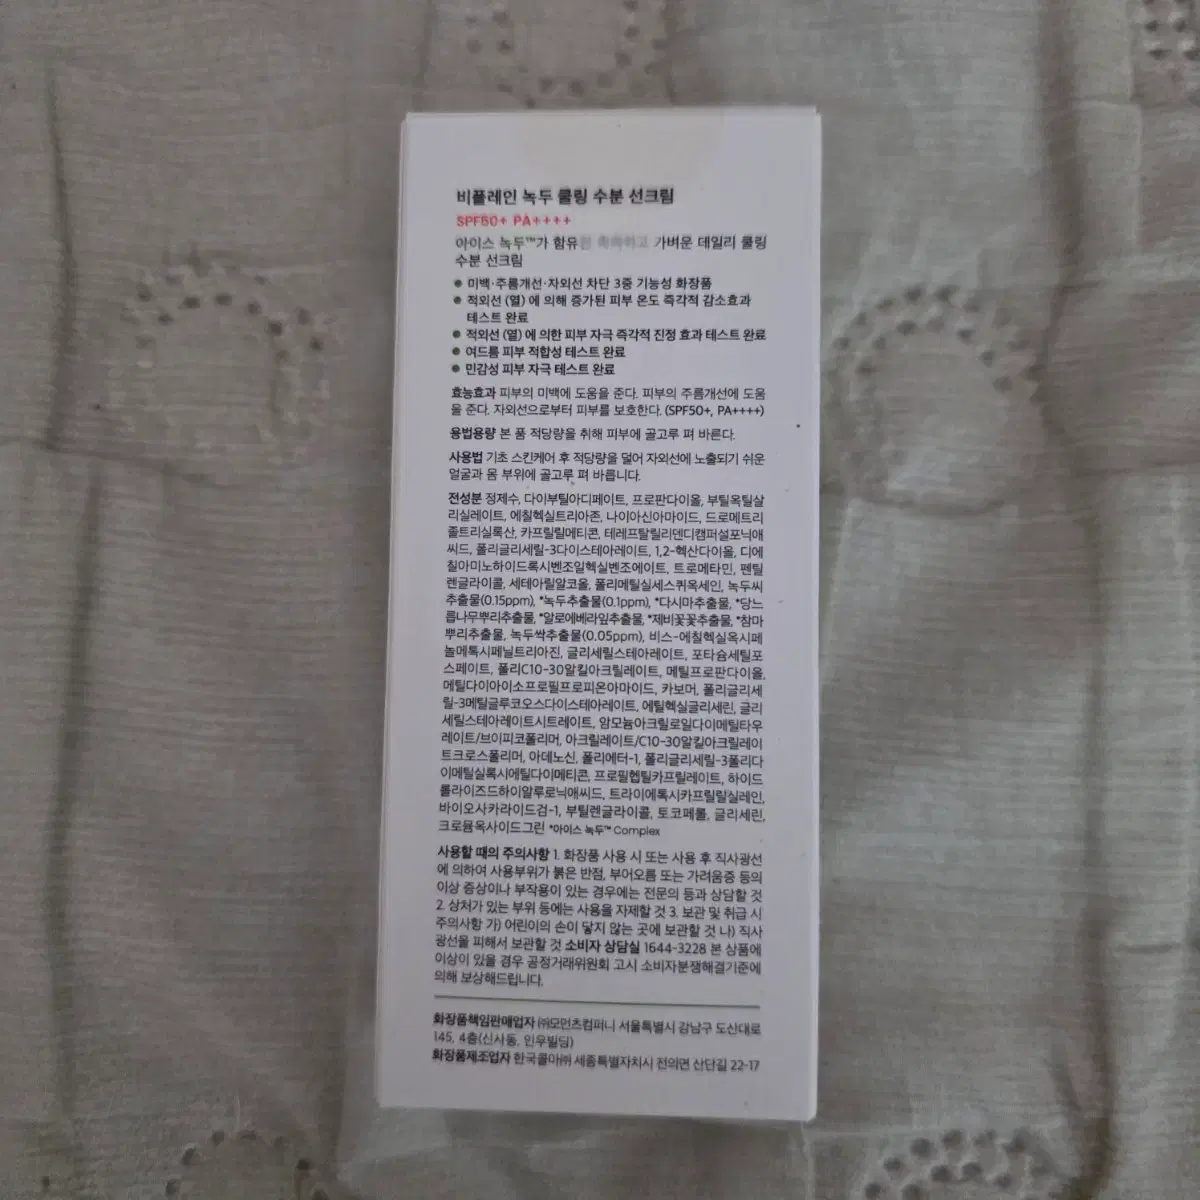 비플레인 녹두 쿨링 수분 선크림
SPF50+ PA++++
아이스 녹두™가 함유된 촉촉하고 가벼운 데일리 쿨링
수분 선크림
• 미백·주름개선·자외선 차단 3중 기능성 화장품
• 적외선 (열) 에 의해 증가된 피부 온도 즉각적 감소효과
테스트 완료
• 적외선 (열) 에 의한 피부 자극 즉각적 진정 효과 테스트 완료
• 여드름 피부 적합성 테스트 완료
• 민감성 피부 자극 테스트 완료
효능효과 피부의 미백에 도움을 준다. 피부의 주름개선에 도움
을 준다. 자외선으로부터 피부를 보호한다. (SPF50+, PA++++)
용법용량 본 품 적당량을 취해 피부에 골고루 펴 바른다.
사용법 기초 스킨케어 후 적당량을 덜어 자외선에 노출되기 쉬운
얼굴과 몸 부위에 골고루 펴 바릅니다.
전성분 정제수, 다이부틸아디페이트, 프로판다이올, 부틸옥틸살
리실레이트, 에칠헥실트리아존, 나이아신아마이드, 드로메트리
졸트리실록산, 카프릴릴메티콘, 테레프탈릴리덴디캠퍼설포닉애
씨드, 폴리글리세릴-3다이스테아레이트, 1,2-헥산다이올, 디에
칠아미노하이드록시벤조일헥실벤조에이트, 트로메타민, 펜틸
렌글라이콜, 세테아릴알코올, 폴리메틸실세스퀴옥세인, 녹두씨
추출물(0.15ppm), *녹두추출물(0.1ppm), *다시마추출물, *당느
릅나무뿌리추출물, *알로에베라잎추출물, *제비꽃꽃추출물, *참마
뿌리추출물, 녹두싹추출물(0.05ppm), 비스-에칠헥실옥시페
놀메톡시페닐트리아진, 글리세릴스테아레이트, 포타슘세틸포
스페이트, 폴리C10-30알킬아크릴레이트, 메틸프로판다이올,
메틸다이아이소프로필프로피온아마이드, 카보머, 폴리글리세
릴-3메틸글루코오스다이스테아레이트, 에틸헥실글리세린, 글리
세릴스테아레이트시트레이트, 암모늄아크릴로일다이메틸타우
레이트/브이피코폴리머, 아크릴레이트/C10-30알킬아크릴레이
트크로스폴리머, 아데노신, 폴리에터-1, 폴리글리세릴-3폴리다
이메틸실록시에틸다이메티콘, 프로필헵틸카프릴레이트, 하이드
롤라이즈드하이알루로닉애씨드, 트라이에톡시카프릴릴실레인,
바이오사카라이드검-1, 부틸렌글라이콜, 토코페롤, 글리세린,
크로뮴옥사이드그린 *아이스 녹두™ Complex
사용할 때의 주의사항 1. 화장품 사용 시 또는 사용 후 직사광선
에 의하여 사용부위가 붉은 반점, 부어오름 또는 가려움증 등의
이상 증상이나 부작용이 있는 경우에는 전문의 등과 상담할 것
2. 상처가 있는 부위 등에는 사용을 자제할 것 3. 보관 및 취급 시
주의사항 가) 어린이의 손이 닿지 않는 곳에 보관할 것 나) 직사
광선을 피해서 보관할 것 소비자 상담실 1644-3228 본 상품에
이상이 있을 경우 공정거래위원회 고시 소비자분쟁해결기준에
의해 보상해드립니다.
화장품책임판매업자 ㈜모먼츠컴퍼니 서울특별시 강남구 도산대로
145, 4층(신사동, 인우빌딩)
화장품제조업자 한국콜마㈜ 세종특별자치시 전의면 산단길 22-17